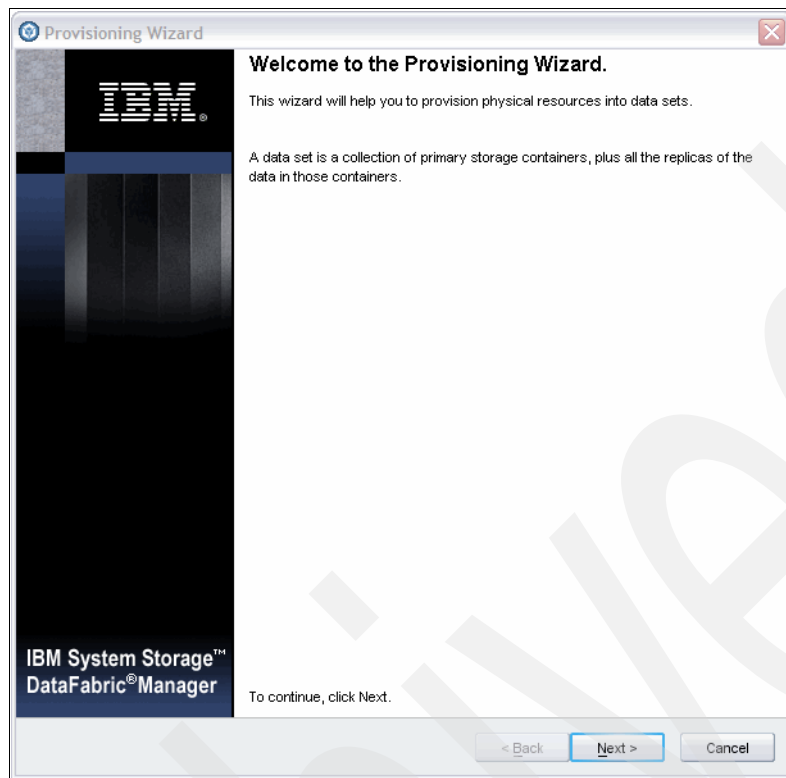 Provisioning Wizard
IBM®
Welcome to the Provisioning Wizard.
This wizard will help you to provision physical resources into data sets.
A data set is a collection of primary storage containers, plus all the replicas of the
data in those containers.
IBM System Storage™
DataFabric®Manager
To continue, click Next.
< Back
Next >
Cancel